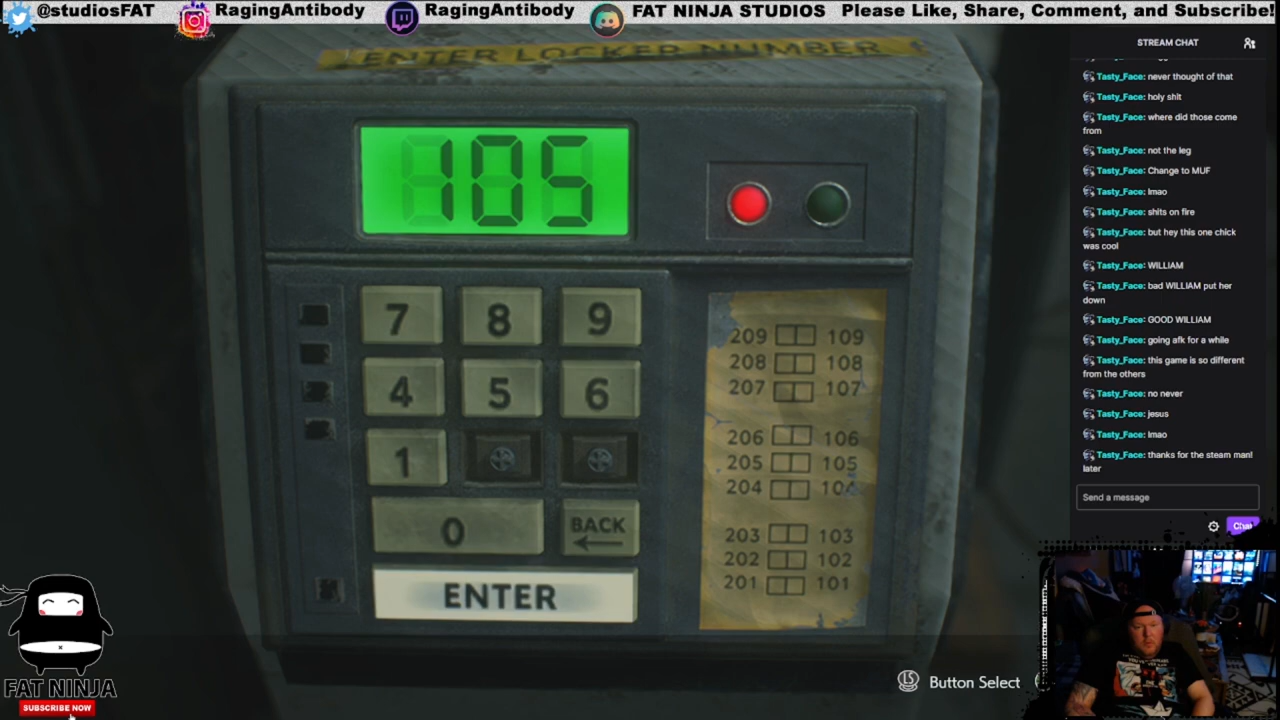 @studiosFAT
RagingAntibody
RagingAntibody
FAT NINJA STUDIOS
Please Like, Share, Comment, and Subscribe!
ENTER LOCKER NUMBER
105
7 8 9
4 5 6
1
0 BACK
ENTER
209 109
208 108
207 107
206 106
205 105
204 104
203 103
202 102
201 101
Button Select
STREAM CHAT
Tasty_Face: never thought of that
Tasty_Face: holy shit
Tasty_Face: where did those come
from
Tasty_Face: not the leg
Tasty_Face: Change to MUF
Tasty_Face: lmao
Tasty_Face: shits on fire
Tasty_Face: but hey this one chick
was cool
Tasty_Face: WILLIAM
Tasty_Face: bad WILLIAM put her
down
Tasty_Face: GOOD WILLIAM
Tasty_Face: going afk for a while
Tasty_Face: this game is so different
from the others
Tasty_Face: no never
Tasty_Face: jesus
Tasty_Face: lmao
Tasty_Face: thanks for the steam man!
later
Send a message
Chat
FAT NINJA
SUBSCRIBE NOW